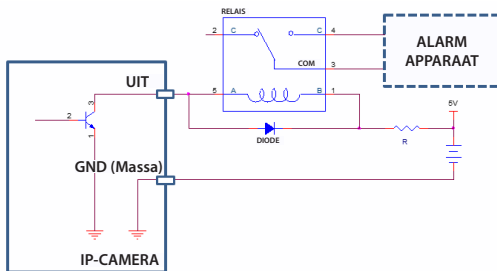 RELAIS
2 C C 4
COM 3
ALARM
APPARAAT
UIT
5 A B 1
3
2
1
DIODE
R
5V
GND (Massa)
IP-CAMERA